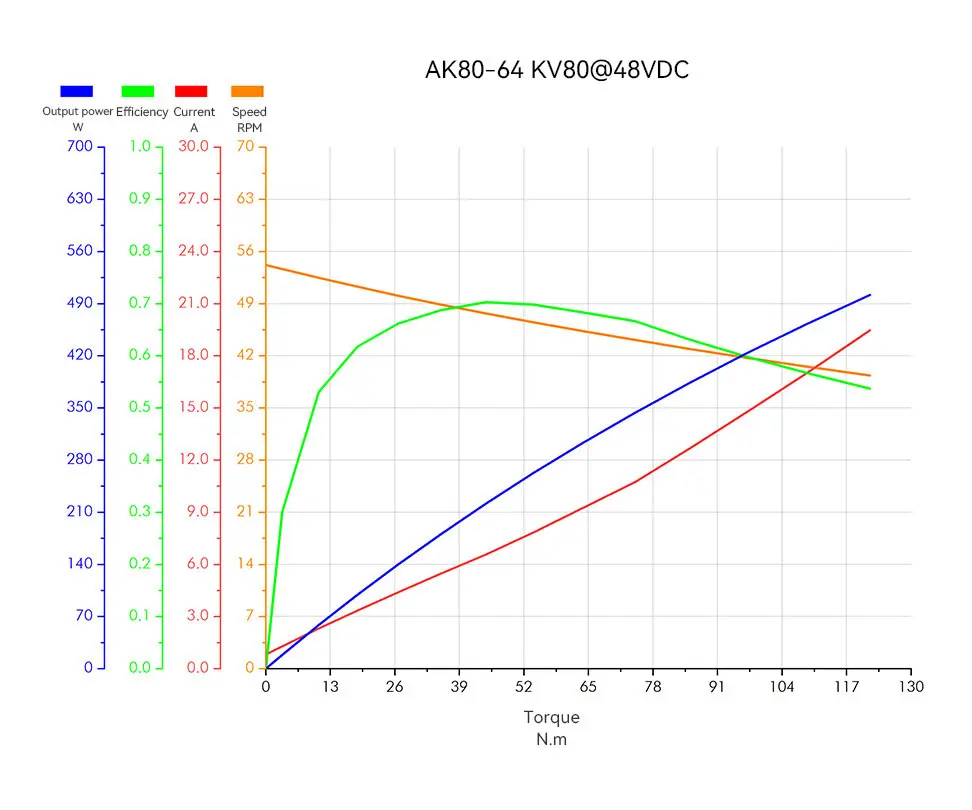 AK80-64 KV80@48VDC
Output power Efficiency Current Speed
W A RPM
700 1.0 30.0 70
630 0.9 27.0 63
560 0.8 24.0 56
490 0.7 21.0 49
420 0.6 18.0 42
350 0.5 15.0 35
280 0.4 12.0 28
210 0.3 9.0 21
140 0.2 6.0 14
70 0.1 3.0 7
0 0.0 0.0 0
0 13 26 39 52 65 78 91 104 117 130
Torque
N.m